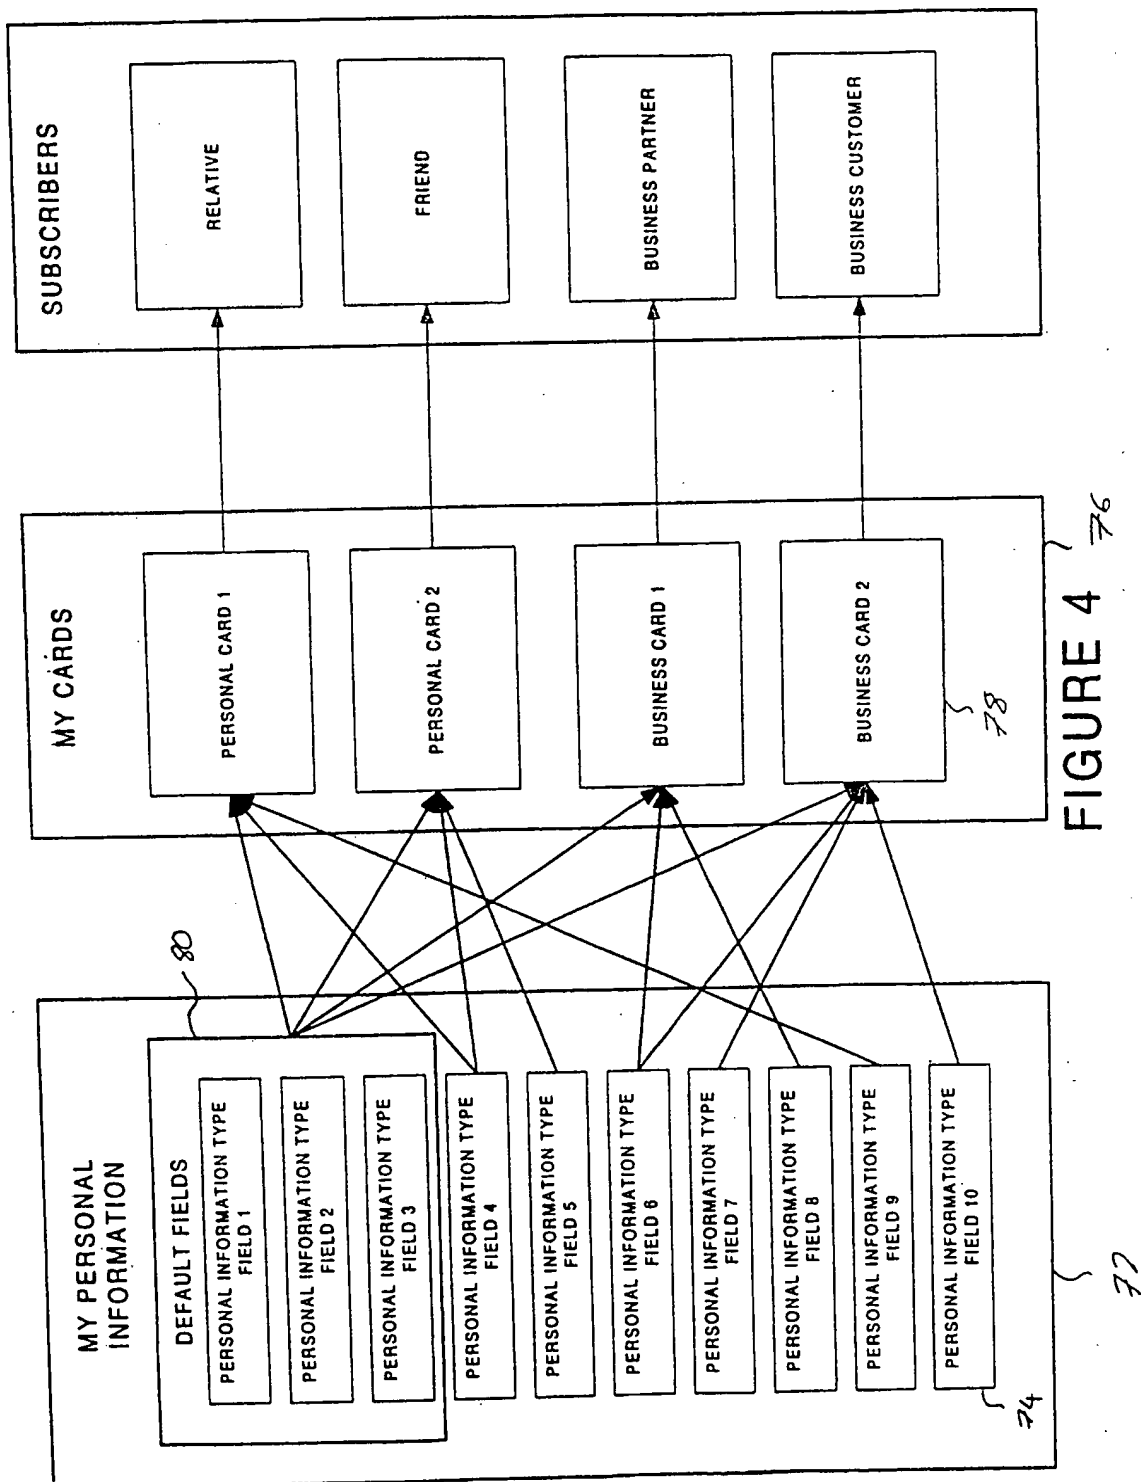 MY PERSONAL
INFORMATION
DEFAULT FIELDS
PERSONAL INFORMATION TYPE
FIELD 1
PERSONAL INFORMATION TYPE
FIELD 2
PERSONAL INFORMATION TYPE
FIELD 3
PERSONAL INFORMATION TYPE
FIELD 4
PERSONAL INFORMATION TYPE
FIELD 5
PERSONAL INFORMATION TYPE
FIELD 6
PERSONAL INFORMATION TYPE
FIELD 7
PERSONAL INFORMATION TYPE
FIELD 8
PERSONAL INFORMATION TYPE
FIELD 9
PERSONAL INFORMATION TYPE
FIELD 10
74
77
80
MY CARDS
PERSONAL CARD 1
PERSONAL CARD 2
BUSINESS CARD 1
BUSINESS CARD 2
78
76
SUBSCRIBERS
RELATIVE
FRIEND
BUSINESS PARTNER
BUSINESS CUSTOMER
FIGURE 4